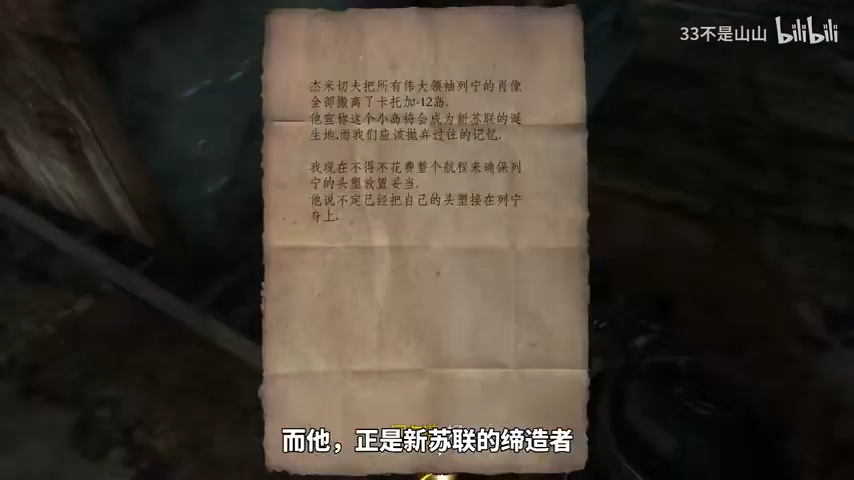 33不是山山 bilibili
杰米切夫把所有伟大领袖列宁的肖像
全部搬离了卡托加-12岛.
他宣称这个小岛将会成为新苏联的诞
生地,而我们应该抛弃过往的记忆.
我现在不得不花费整个航程来确保列
宁的头塑放置妥当.
他说不定已经把自己的头塑接在列宁
身上.
而他，正是新苏联的缔造者